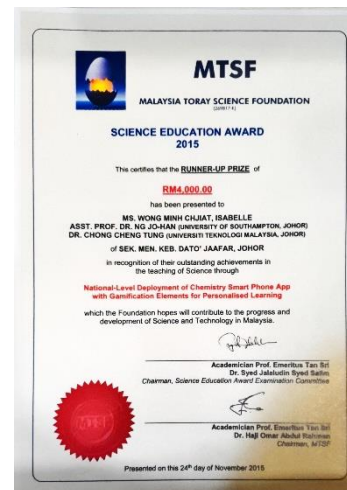 MTSF
MALAYSIA TORAY SCIENCE FOUNDATION
SCIENCE EDUCATION AWARD
2015
This certifies that the RUNNER-UP PRIZE of
RM4,000.00
has been presented to
MS. WONG MINH CHJIAT, ISABELLE
ASST. PROF. DR. NG JO-HAN (UNIVERSITY OF SOUTHAMPTON, JOHOR)
DR. CHONG CHENG TUNG (UNIVERSITI TEKNOLOGI MALAYSIA, JOHOR)
of SEK. MEN. KEB. DATO' JAAFAR, JOHOR
in recognition of their outstanding achievements in
the teaching of Science through
National-Level Deployment of Chemistry Smart Phone App
with Gamification Elements for Personalised Learning
which the Foundation hopes will contribute to the progress and
development of Science and Technology in Malaysia.
Academician Prof. Emeritus Tan Sri
Dr. Syed Jalaludin Syed Salim
Chairman, Science Education Award Examination Committee
Academician Prof. Emeritus Tan Sri
Dr. Haji Omar Abdul Rahman
Chairman, MTSF
MTSF
Presented on this 24th day of November 2015